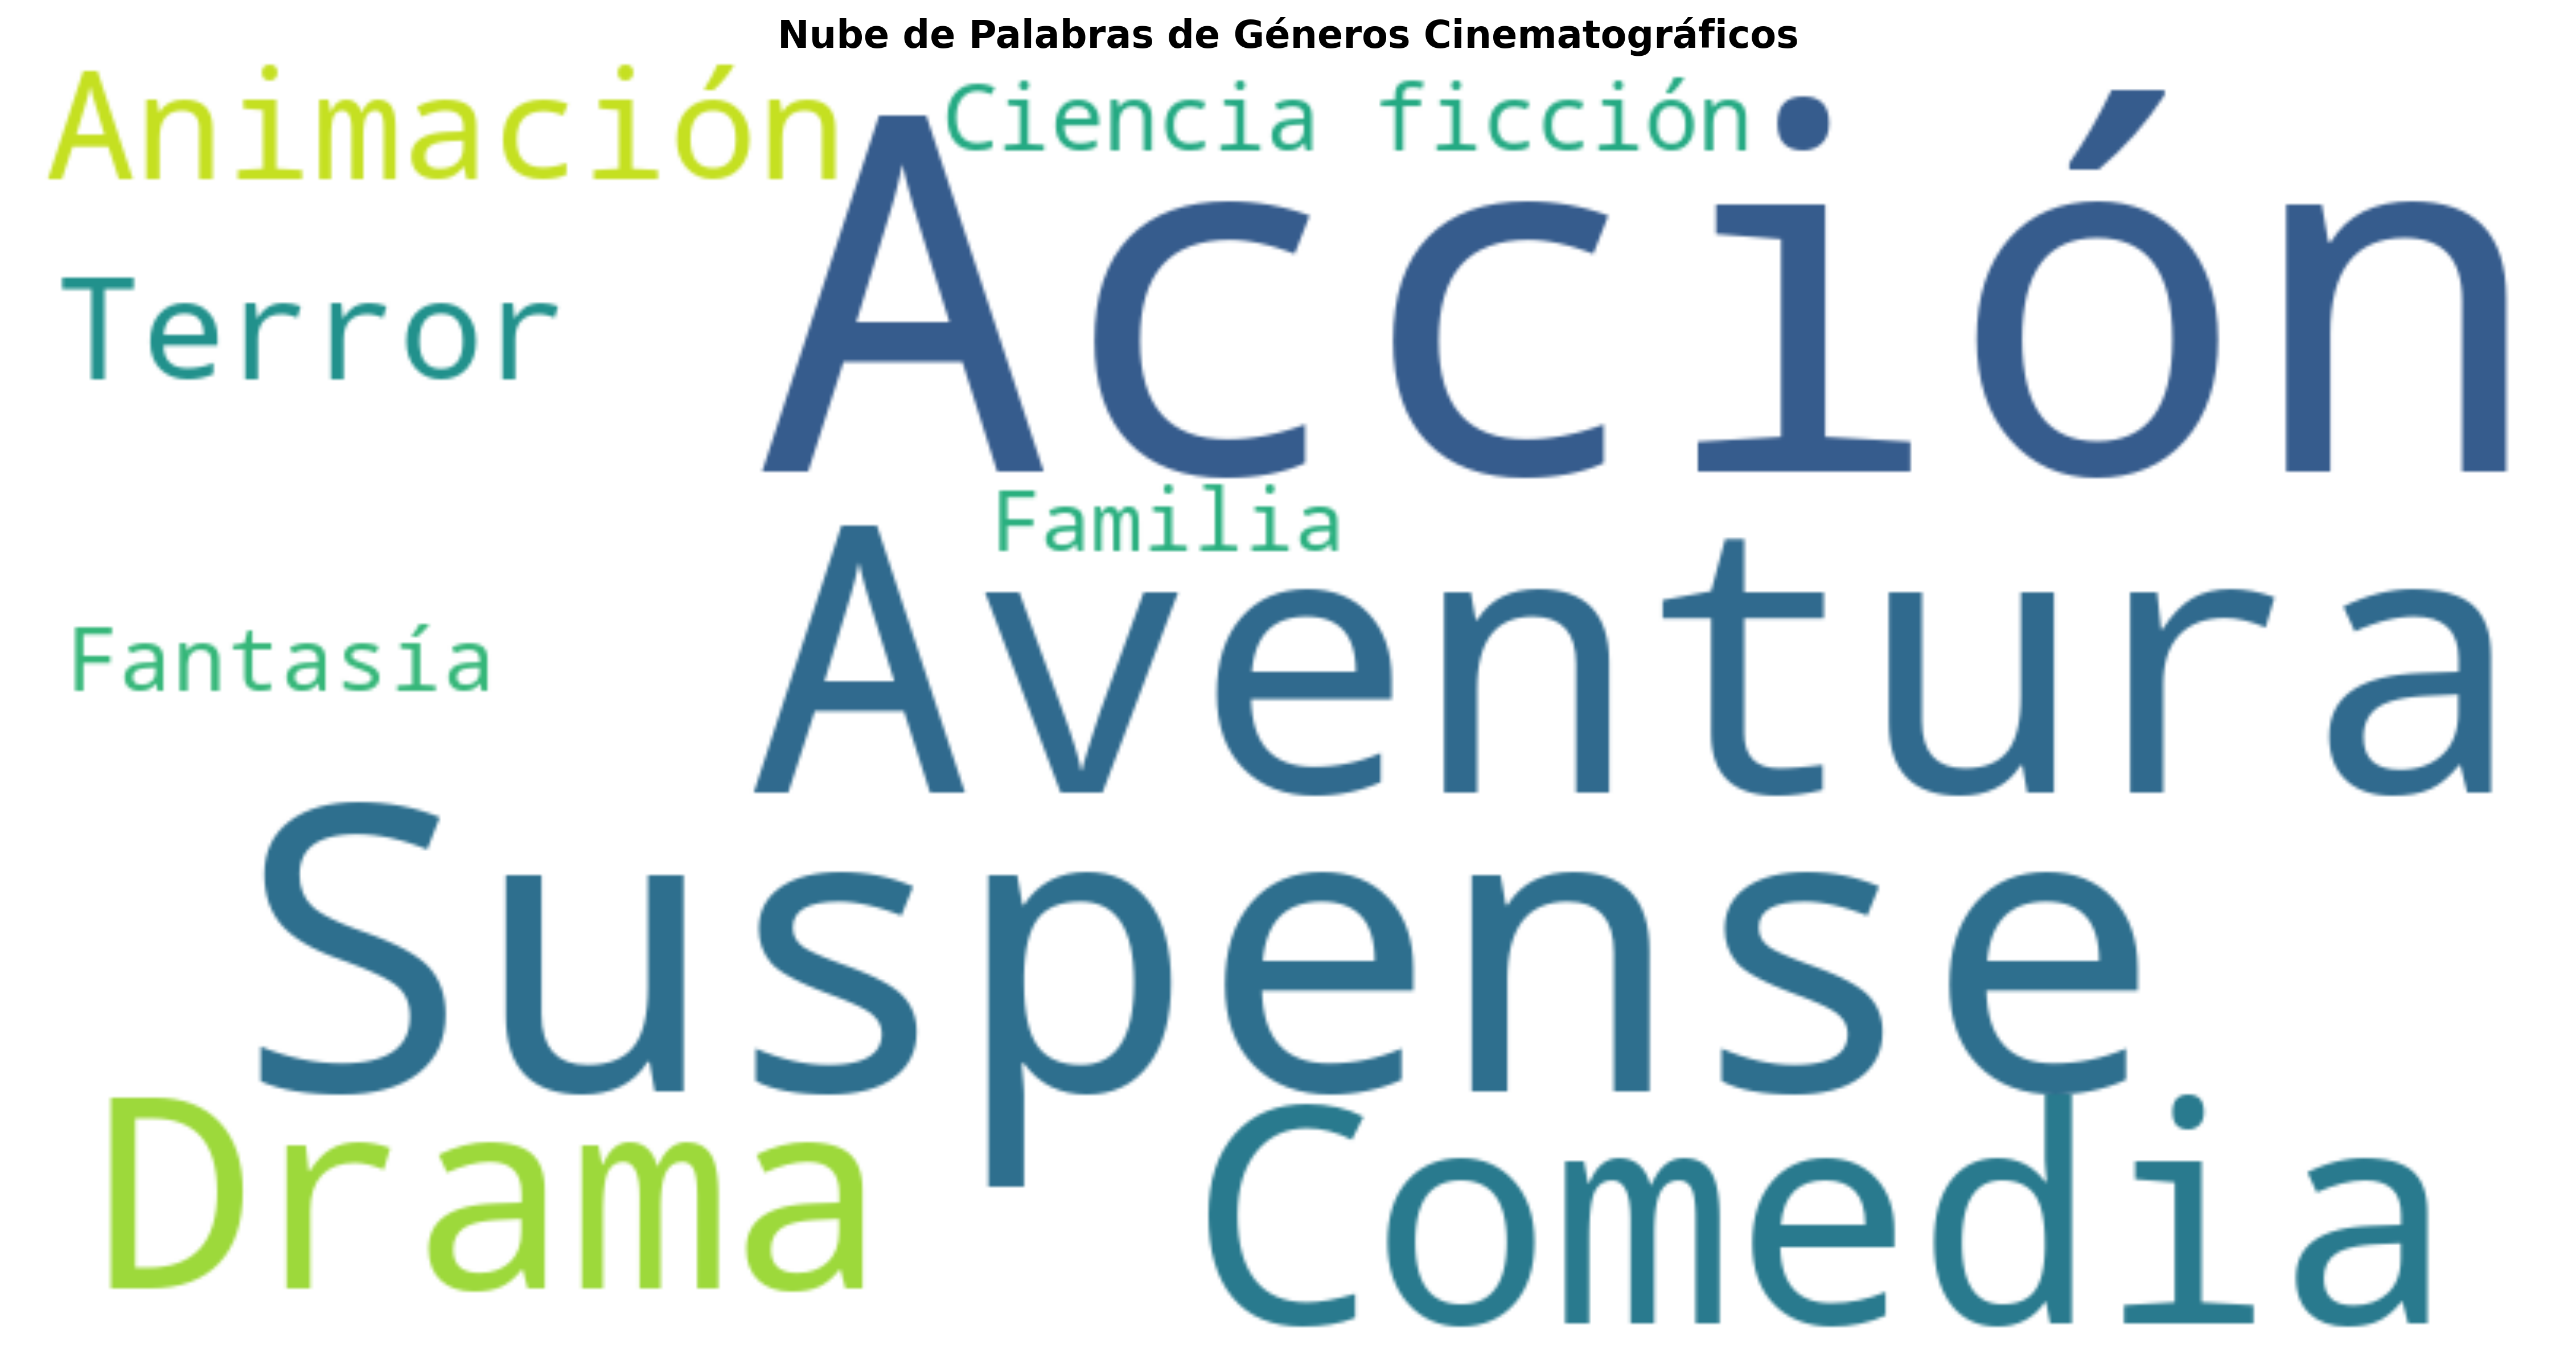 Nube de Palabras de Géneros Cinematográficos
Animación
Ciencia ficción
Acción
Terror
Familia
Aventura
Fantasía
Suspense
Drama
Comedia